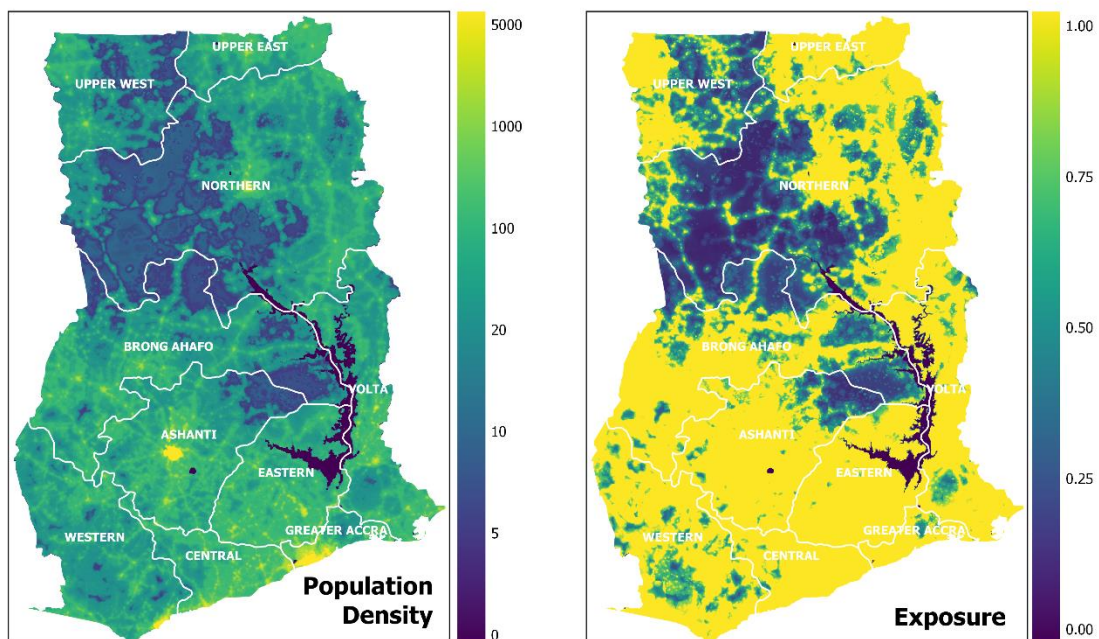 UPPER EAST
UPPER WEST
NORTHERN
BRONG AHAFO
VOLTA
ASHANTI
EASTERN
GREATER ACCRA
WESTERN
CENTRAL
Population
Density
5000
1000
100
20
10
5
0
UPPER EAST
UPPER WEST
NORTHERN
BRONG AHAFO
VOLTA
ASHANTI
EASTERN
GREATER ACCRA
WESTERN
CENTRAL
Exposure
1.00
0.75
0.50
0.25
0.00